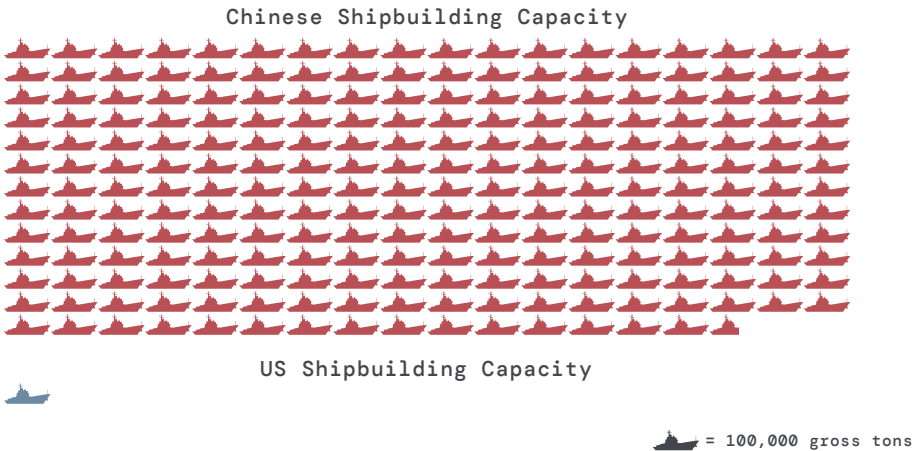 Chinese Shipbuilding Capacity
US Shipbuilding Capacity
= 100,000 gross tons